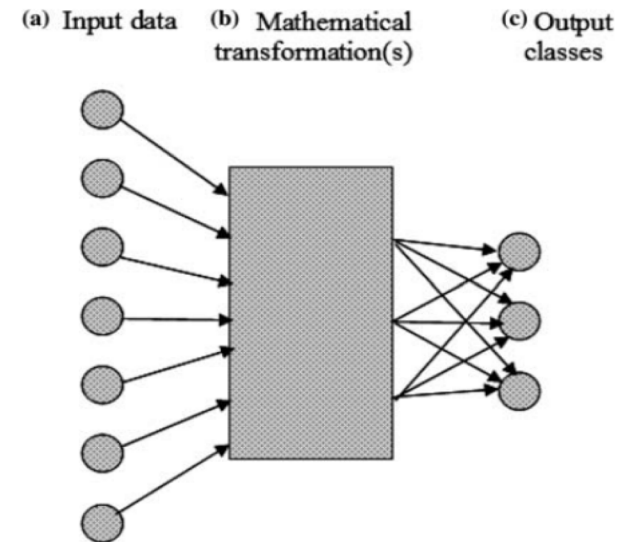 (a) Input data
(b) Mathematical
transformation(s)
(c) Output
classes